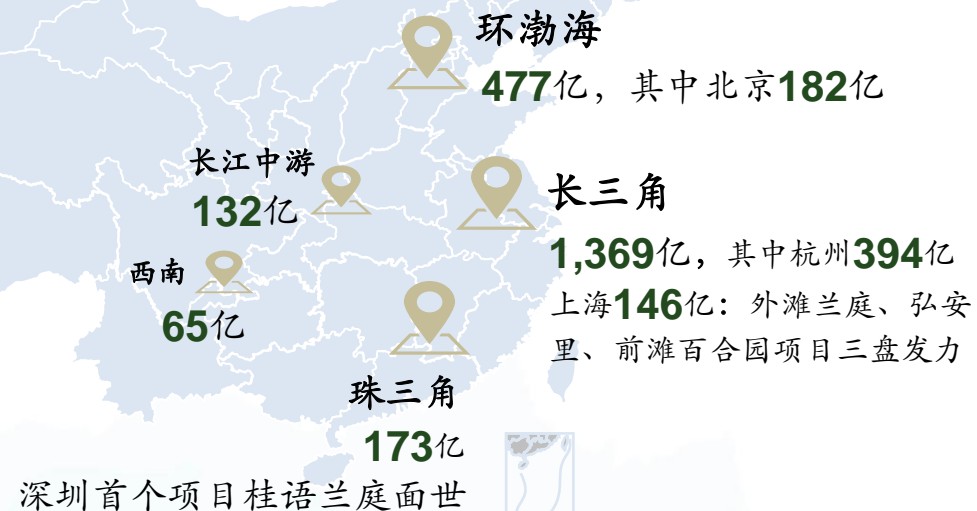 环渤海
477亿，其中北京182亿
长江中游
132亿
西南
65亿
长三角
1,369亿，其中杭州394亿
上海146亿：外滩兰庭、弘安
里、前滩百合园项目三盘发力
珠三角
173亿
深圳首个项目桂语兰庭面世